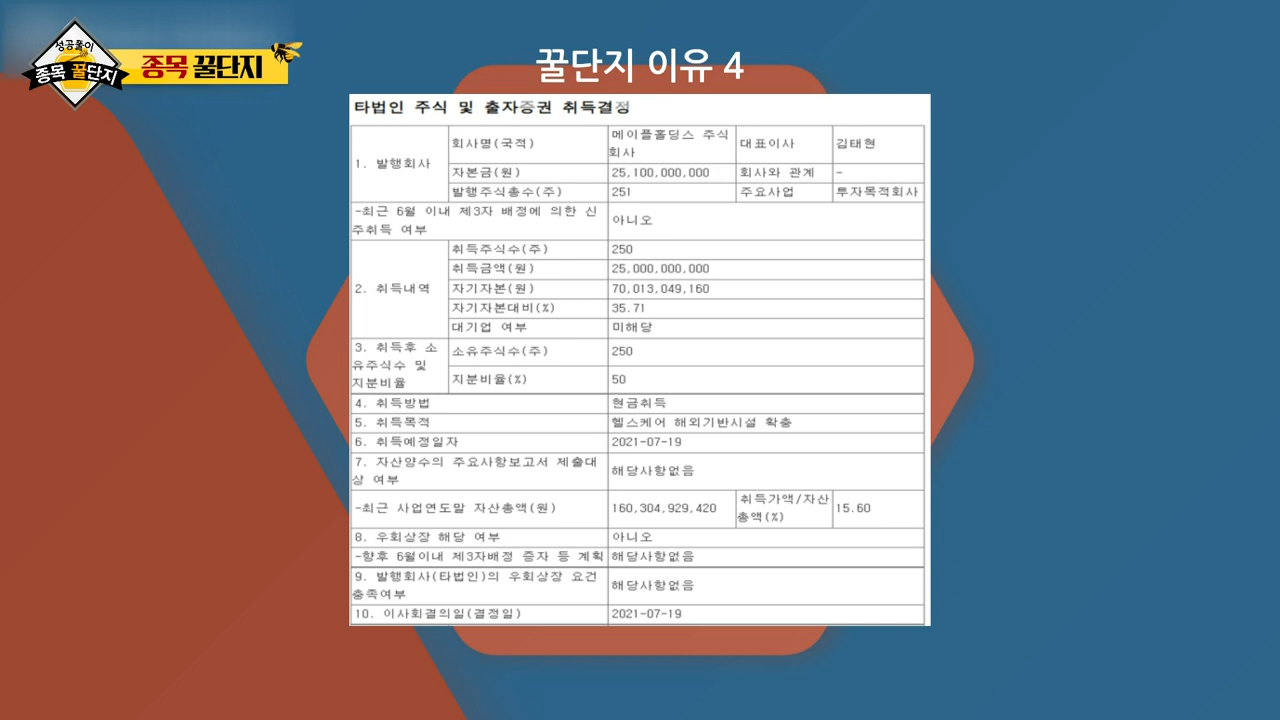 성공풀이
종목 꿀단지
종목 꿀단지
꿀단지 이유 4
타법인 주식 및 출자증권 취득결정
1. 발행회사
회사명(국적)
메이플홀딩스 주식
회사
대표이사
김태현
자본금(원)
25,100,000,000
회사와 관계
-
발행주식총수(주)
251
주요사업
투자목적회사
-최근 6월 이내 제3자 배정에 의한 신
주취득 여부
아니오
2. 취득내역
취득주식수(주)
250
취득금액(원)
25,000,000,000
자기자본(원)
70,013,049,160
자기자본대비(%)
35.71
대기업 여부
미해당
3. 취득후 소
유주식수 및
지분비율
소유주식수(주)
250
지분비율(%)
50
4. 취득방법
현금취득
5. 취득목적
헬스케어 해외기반시설 확충
6. 취득예정일자
2021-07-19
7. 자산양수의 주요사항보고서 제출대
상 여부
해당사항없음
-최근 사업연도말 자산총액(원)
160,304,929,420
취득가액/자산
총액(%)
15.60
8. 우회상장 해당 여부
아니오
-향후 6월이내 제3자배정 증자 등 계획
해당사항없음
9. 발행회사(타법인)의 우회상장 요건
충족여부
해당사항없음
10. 이사회결의일(결정일)
2021-07-19